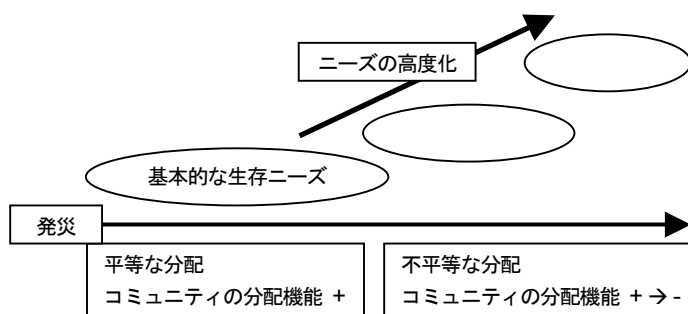 ニーズの高度化
基本的な生存ニーズ
発災
平等な分配
コミュニティの分配機能 +
不平等な分配
コミュニティの分配機能 + → -